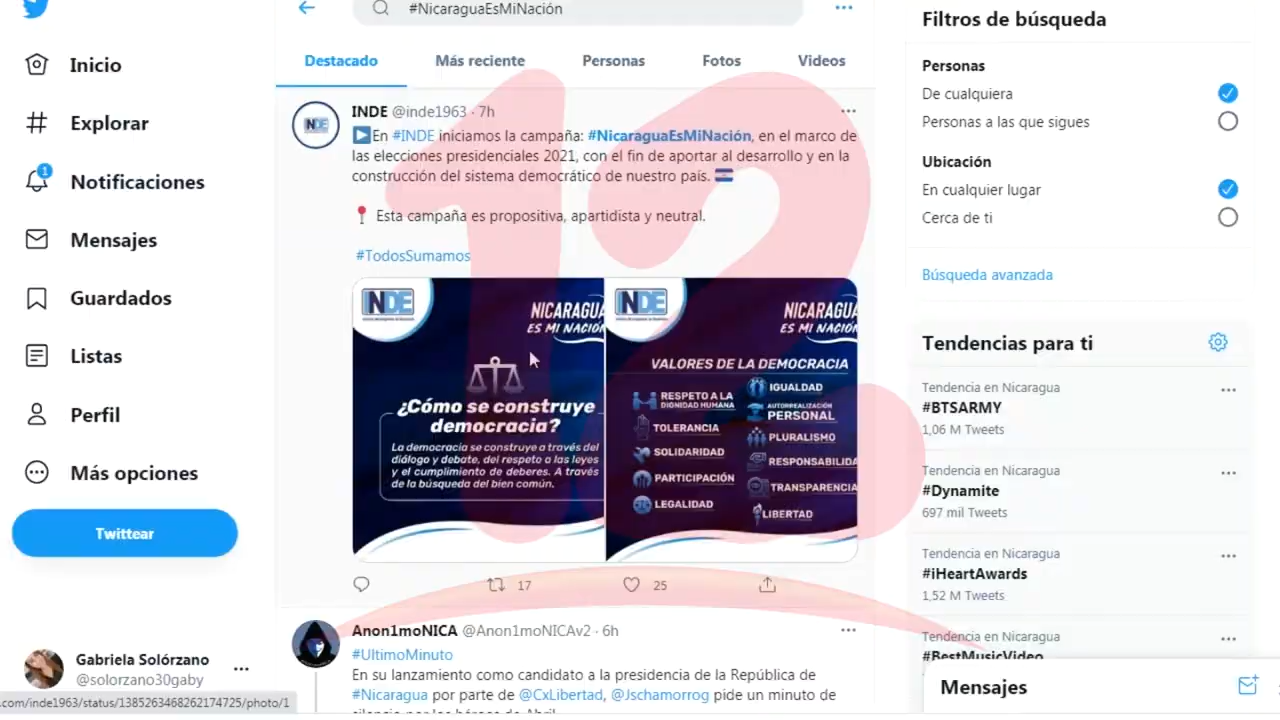 #NicaraguaEsMiNación
Destacado
Más reciente
Personas
Fotos
Videos
Inicio
Explorar
1
Notificaciones
Mensajes
Guardados
Listas
Perfil
Más opciones
Twittear
Gabriela Solórzano
@solorzano30gaby
.com/inde1963/status/1385263468262174725/photo/1
INDE @inde1963 · 7h
En #INDE iniciamos la campaña: #NicaraguaEsMiNación, en el marco de
las elecciones presidenciales 2021, con el fin de aportar al desarrollo y en la
construcción del sistema democrático de nuestro país.
Esta campaña es propositiva, apartidista y neutral.
#TodosSumamos
INDE
NICARAGUA
ES MI NACIÓN
¿Cómo se construye
democracia?
La democracia se construye a través del
diálogo y debate, del respeto a las leyes
y el cumplimiento de deberes. A través
de la búsqueda del bien común.
INDE
NICARAGUA
ES MI NACIÓN
VALORES DE LA DEMOCRACIA
RESPETO A LA
DIGNIDAD HUMANA
TOLERANCIA
SOLIDARIDAD
PARTICIPACIÓN
LEGALIDAD
IGUALDAD
AUTORREALIZACIÓN
PERSONAL
PLURALISMO
RESPONSABILIDA
TRANSPARENCIA
LIBERTAD
17
25
Anon1moNICA @Anon1moNICAv2 · 6h
#UltimoMinuto
En su lanzamiento como candidato a la presidencia de la República de
#Nicaragua por parte de @CxLibertad, @Jschamorrog pide un minuto de
silencio por los héroes de Abril
12
Filtros de búsqueda
Personas
De cualquiera
Personas a las que sigues
Ubicación
En cualquier lugar
Cerca de ti
Búsqueda avanzada
Tendencias para ti
Tendencia en Nicaragua
#BTSARMY
1,06 M Tweets
Tendencia en Nicaragua
#Dynamite
697 mil Tweets
Tendencia en Nicaragua
#iHeartAwards
1,52 M Tweets
Tendencia en Nicaragua
#BestMusicVideo
Mensajes